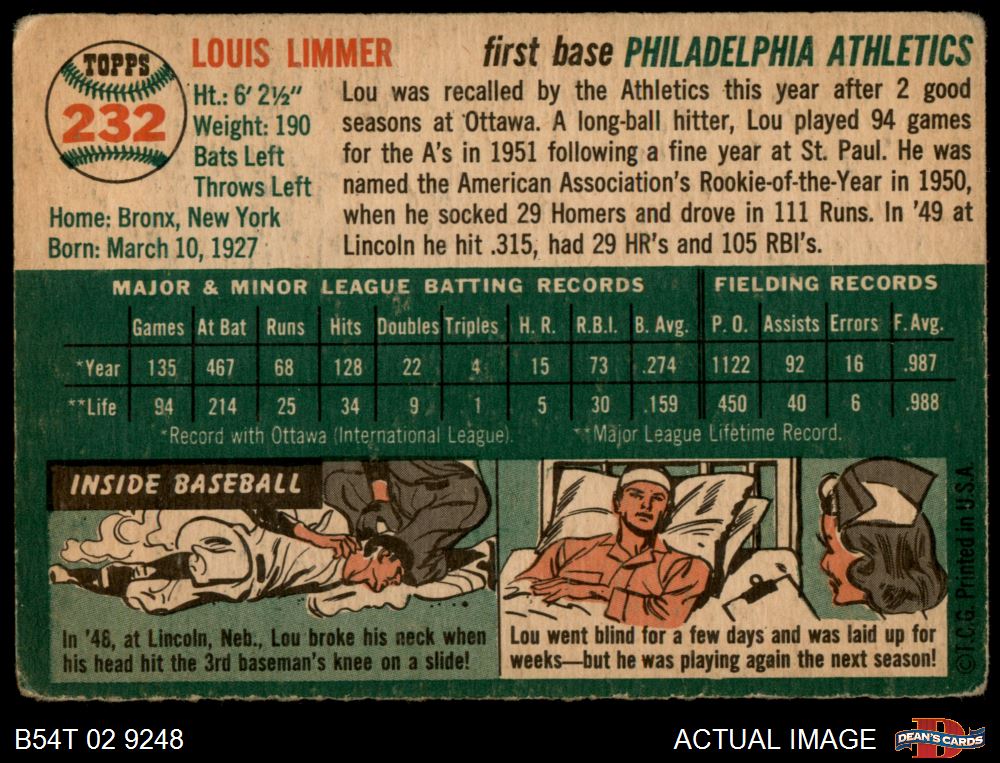 TOPPS
232
LOUIS LIMMER
first base PHILADELPHIA ATHLETICS
Ht.: 6' 2½"
Weight: 190
Bats Left
Throws Left
Home: Bronx, New York
Born: March 10, 1927
Lou was recalled by the Athletics this year after 2 good
seasons at Ottawa. A long-ball hitter, Lou played 94 games
for the A's in 1951 following a fine year at St. Paul. He was
named the American Association's Rookie-of-the-Year in 1950,
when he socked 29 Homers and drove in 111 Runs. In '49 at
Lincoln he hit .315, had 29 HR's and 105 RBI's.
MAJOR & MINOR LEAGUE BATTING RECORDS FIELDING RECORDS
Games At Bat Runs Hits Doubles Triples H. R. R.B.I. B. Avg. P. O. Assists Errors F. Avg.
*Year 135 467 68 128 22 4 15 73 .274 1122 92 16 .987
**Life 94 214 25 34 9 1 5 30 .159 450 40 6 .988
*Record with Ottawa (International League). **Major League Lifetime Record.
INSIDE BASEBALL
In '48, at Lincoln, Neb., Lou broke his neck when
his head hit the 3rd baseman's knee on a slide!
Lou went blind for a few days and was laid up for
weeks—but he was playing again the next season!
©T.C.G. Printed in U.S.A
B54T 02 9248
ACTUAL IMAGE
DEAN'S CARDS